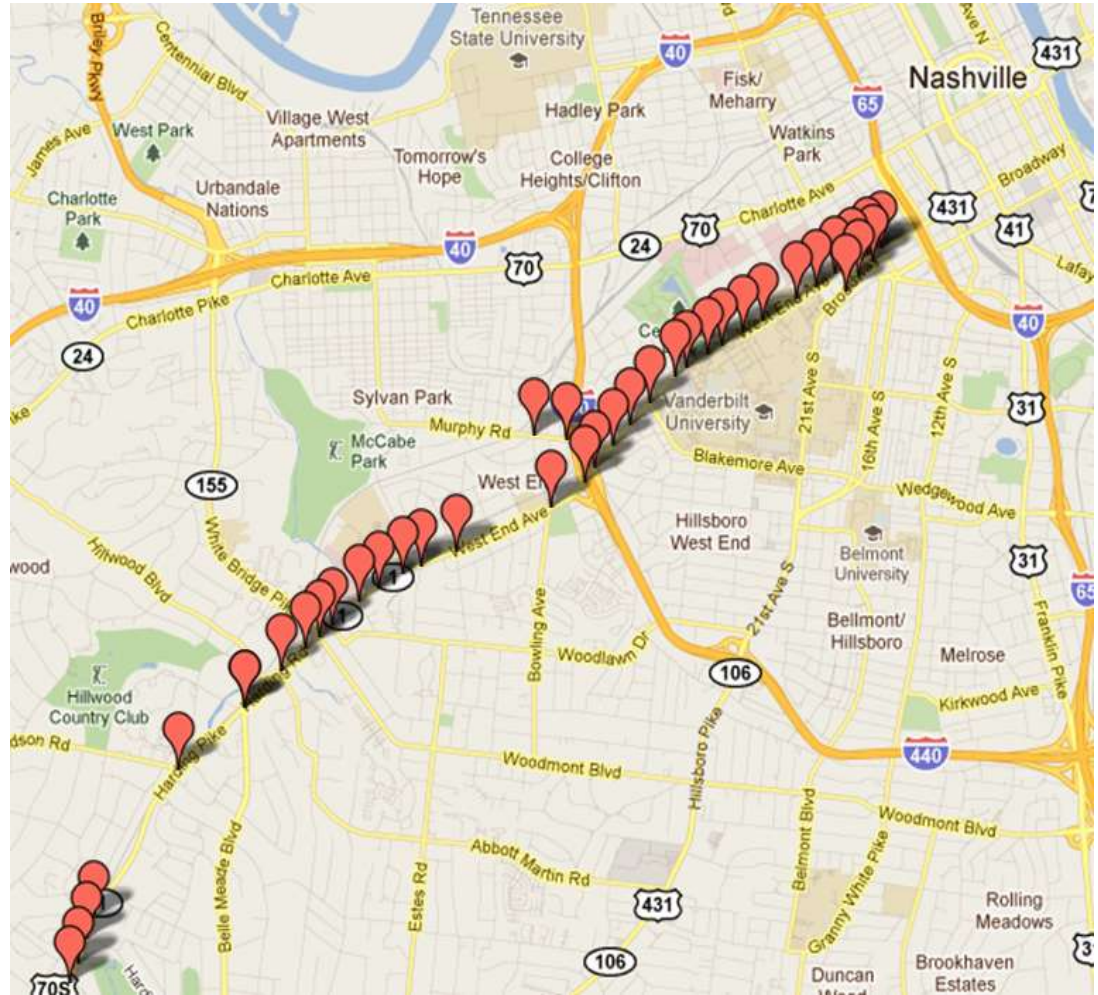 Briley Pkwy
Centennial Blvd
Tennessee
State University
40
431
Nashville
Fisk/
Meharry
65
Hadley Park
Village West
Apartments
James Ave
West Park
Watkins
Park
Tomorrow's
Hope
College
Heights/Clifton
Broadway
Urbandale
Nations
Charlotte
Park
Charlotte Ave
431
41
70
24
40
70
Charlotte Ave
40
Charlotte Pike
24
40
West End Ave
12th Ave S
Sylvan Park
Vanderbilt
University
21st Ave S
16th Ave S
31
Murphy Rd
McCabe
Park
Blakemore Ave
155
Wedgewood Ave
West End Ave
Hillsboro
West End
Belmont
University
31
White Bridge Pike
Hillwood Blvd
wood
1
65
1
Bowling Ave
21st Ave S
Bellmont/
Hillsboro
Franklin Pike
Woodlawn Dr
Melrose
106
Hillwood
Country Club
Kirkwood Ave
dson Rd
Harding Pike
440
Woodmont Blvd
Hillsboro Pike
Woodmont Blvd
Belle Meade Blvd
Estes Rd
Abbott Martin Rd
Belmont Blvd
Granny White Pike
431
Rolling
Meadows
106
Brookhaven
Estates
70S
Duncan